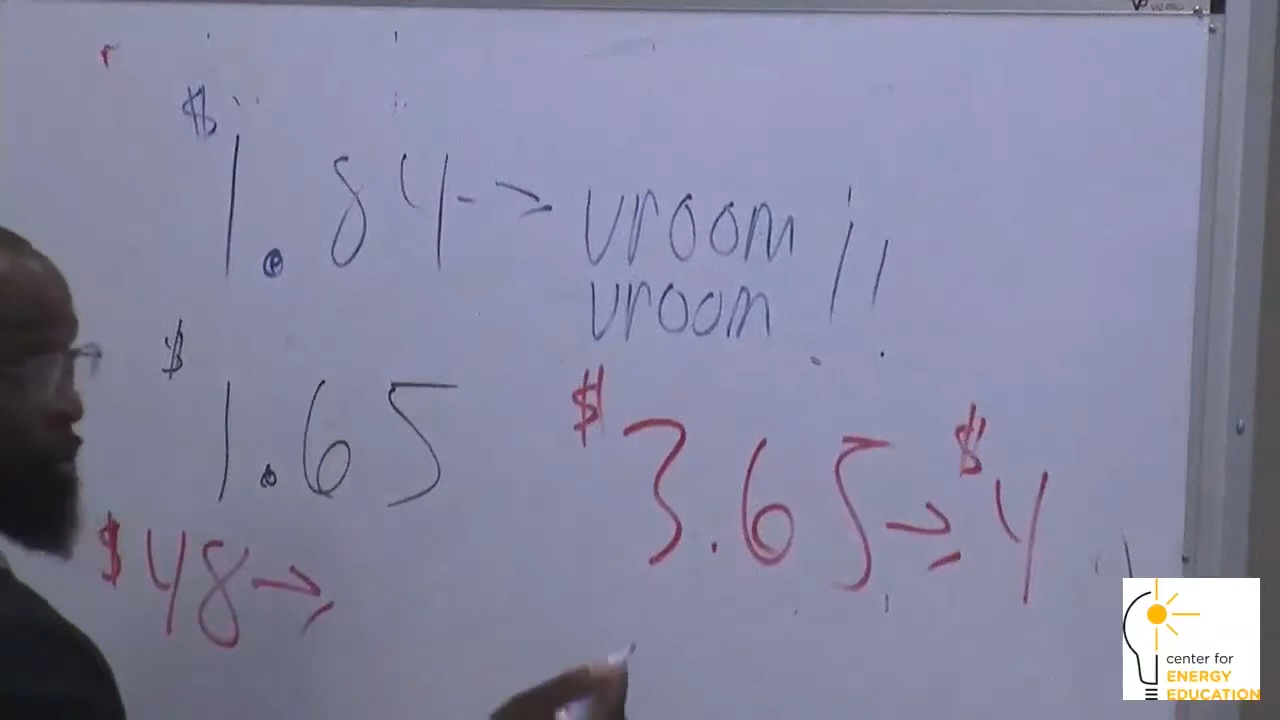 $1.84 -> vroom !!
vroom
$1.65
$3.65 -> $4
$48 ->
center for
ENERGY
EDUCATION